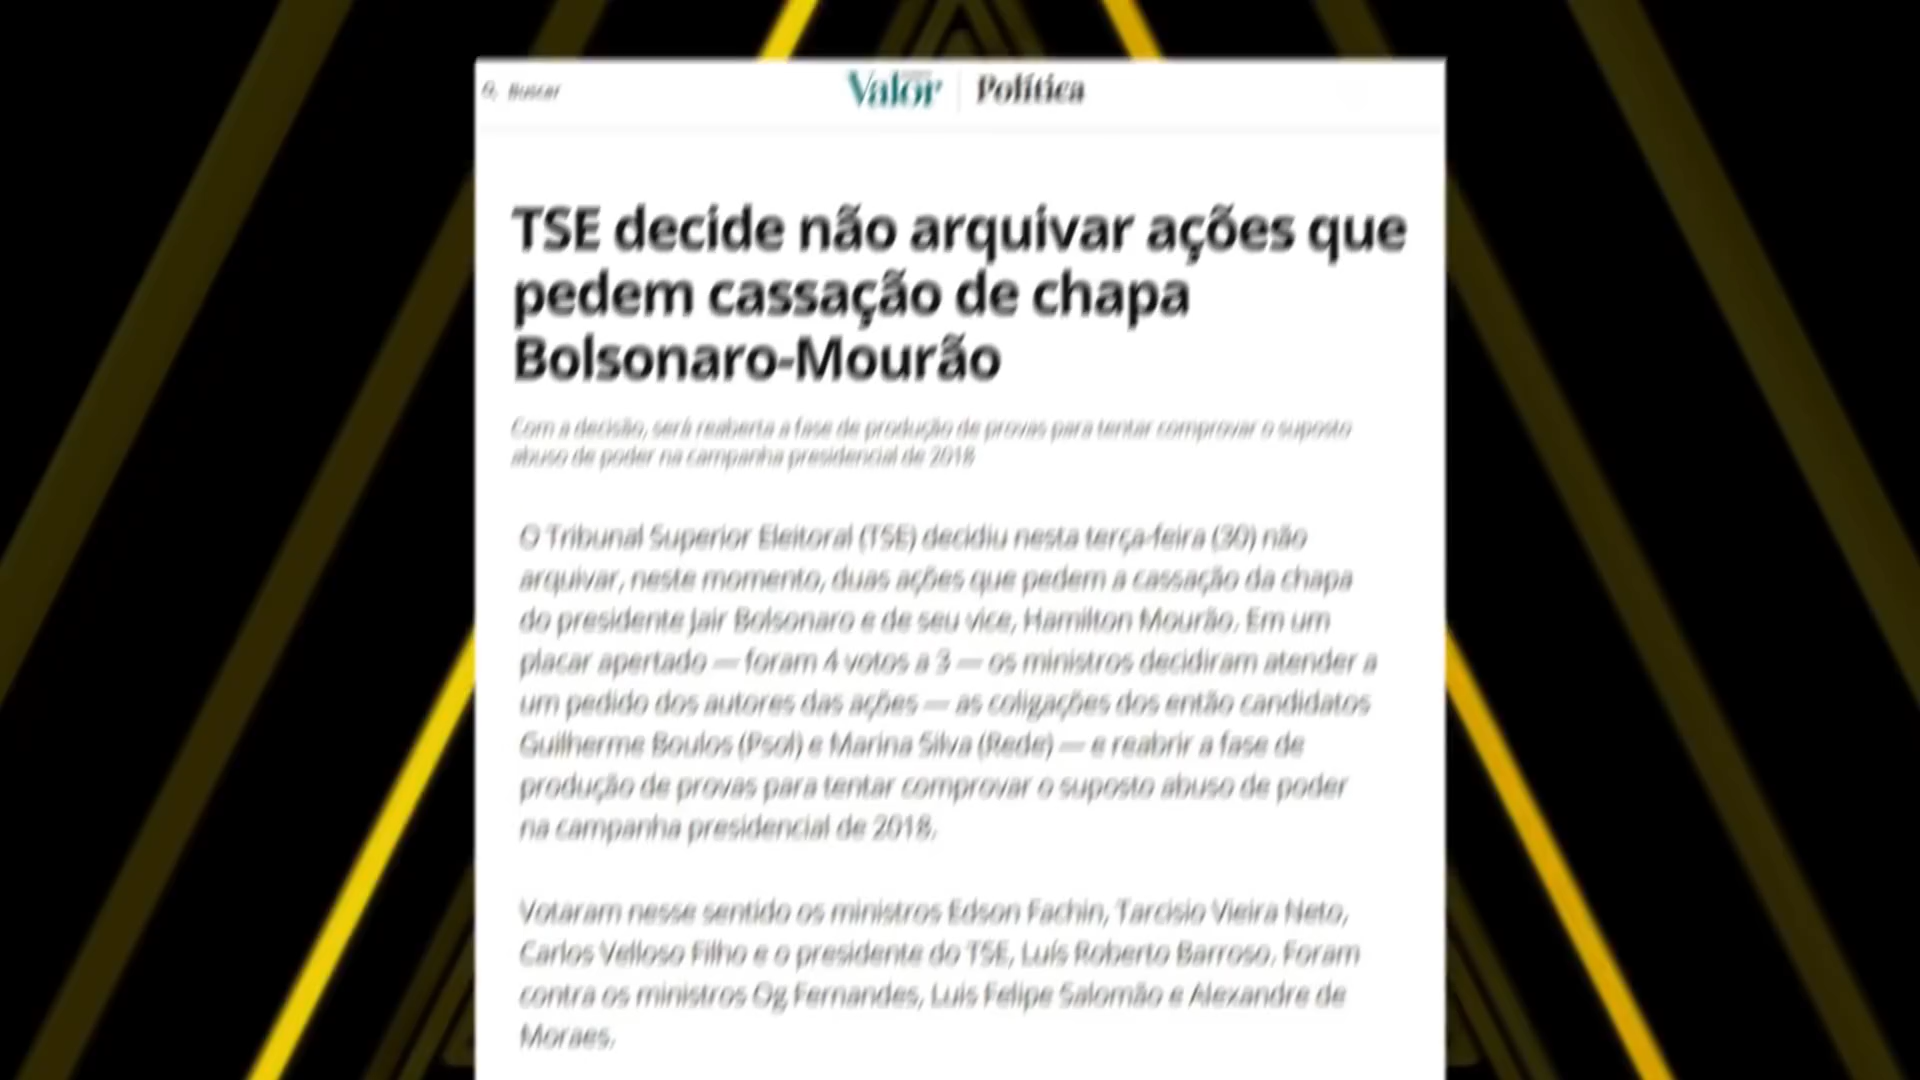 Buscar
Valor | Política
TSE decide não arquivar ações que
pedem cassação de chapa
Bolsonaro-Mourão
Com a decisão, será reaberta a fase de produção de provas para tentar comprovar o suposto
abuso de poder na campanha presidencial de 2018
O Tribunal Superior Eleitoral (TSE) decidiu nesta terça-feira (30) não
arquivar, neste momento, duas ações que pedem a cassação da chapa
do presidente Jair Bolsonaro e de seu vice, Hamilton Mourão. Em um
placar apertado — foram 4 votos a 3 — os ministros decidiram atender a
um pedido dos autores das ações — as coligações dos então candidatos
Guilherme Boulos (Psol) e Marina Silva (Rede) — e reabrir a fase de
produção de provas para tentar comprovar o suposto abuso de poder
na campanha presidencial de 2018.
Votaram nesse sentido os ministros Edson Fachin, Tarcisio Vieira Neto,
Carlos Velloso Filho e o presidente do TSE, Luís Roberto Barroso. Foram
contra os ministros Og Fernandes, Luis Felipe Salomão e Alexandre de
Moraes.